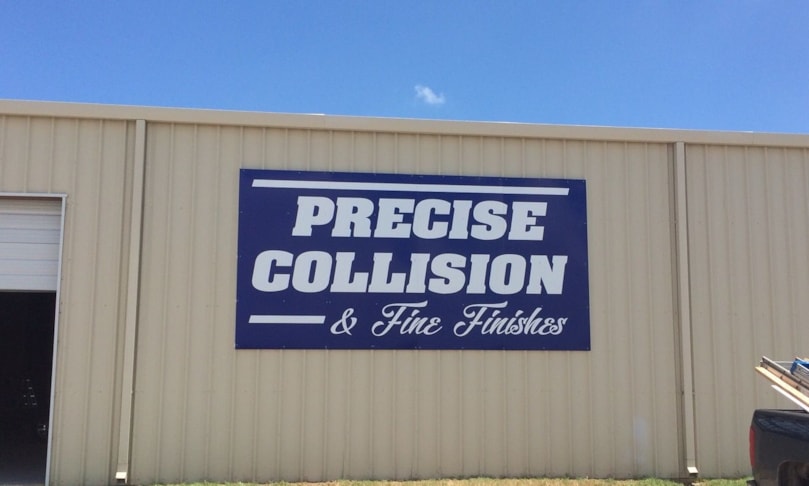 PRECISE
COLLISION
& Fine Finishes